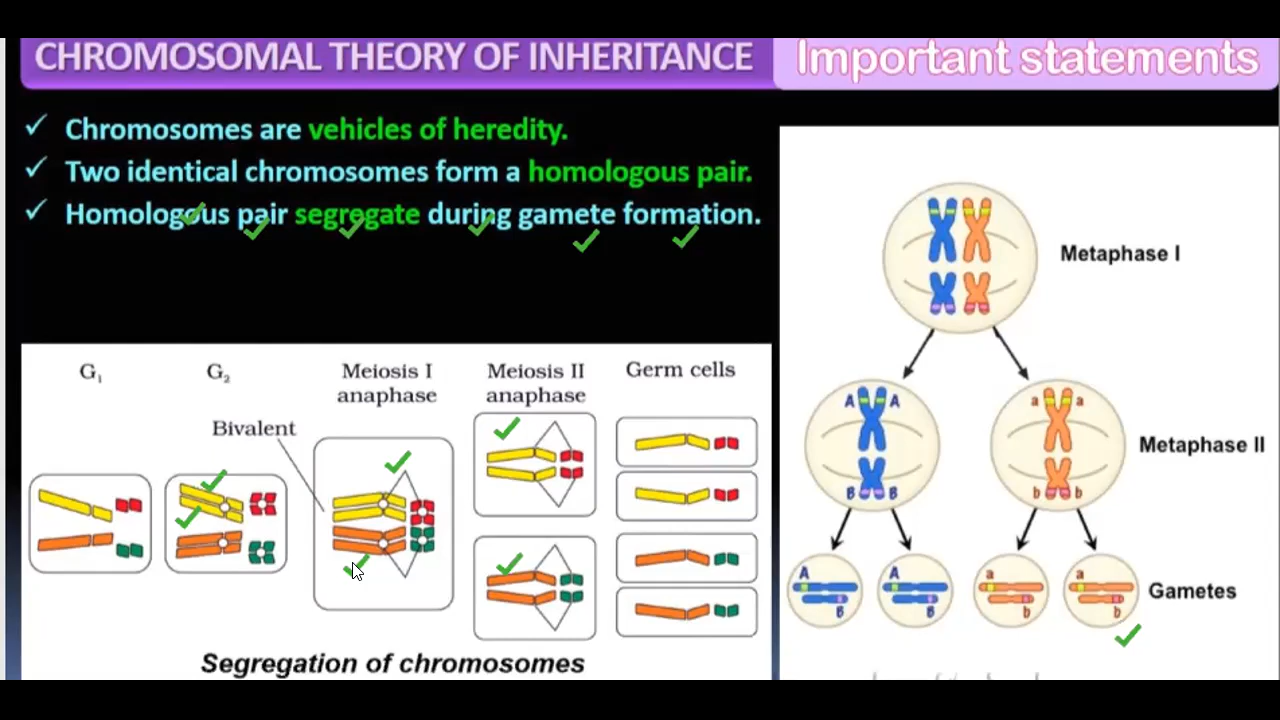 CHROMOSOMAL THEORY OF INHERITANCE
Important statements
Chromosomes are vehicles of heredity.
Two identical chromosomes form a homologous pair.
Homologous pair segregate during gamete formation.
G₁
G₂
Meiosis I
anaphase
Meiosis II
anaphase
Germ cells
Bivalent
Segregation of chromosomes
Metaphase I
A A
a a
Metaphase II
B B
b b
A
A
a
a
Gametes
B
B
b
b